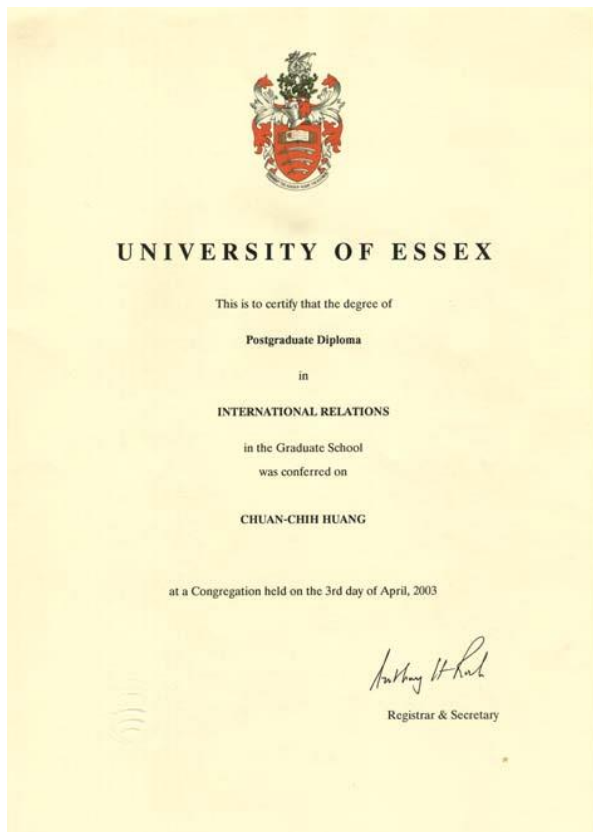 UNIVERSITY OF ESSEX
This is to certify that the degree of
Postgraduate Diploma
in
INTERNATIONAL RELATIONS
in the Graduate School
was conferred on
CHUAN-CHIH HUANG
at a Congregation held on the 3rd day of April, 2003
Registrar & Secretary